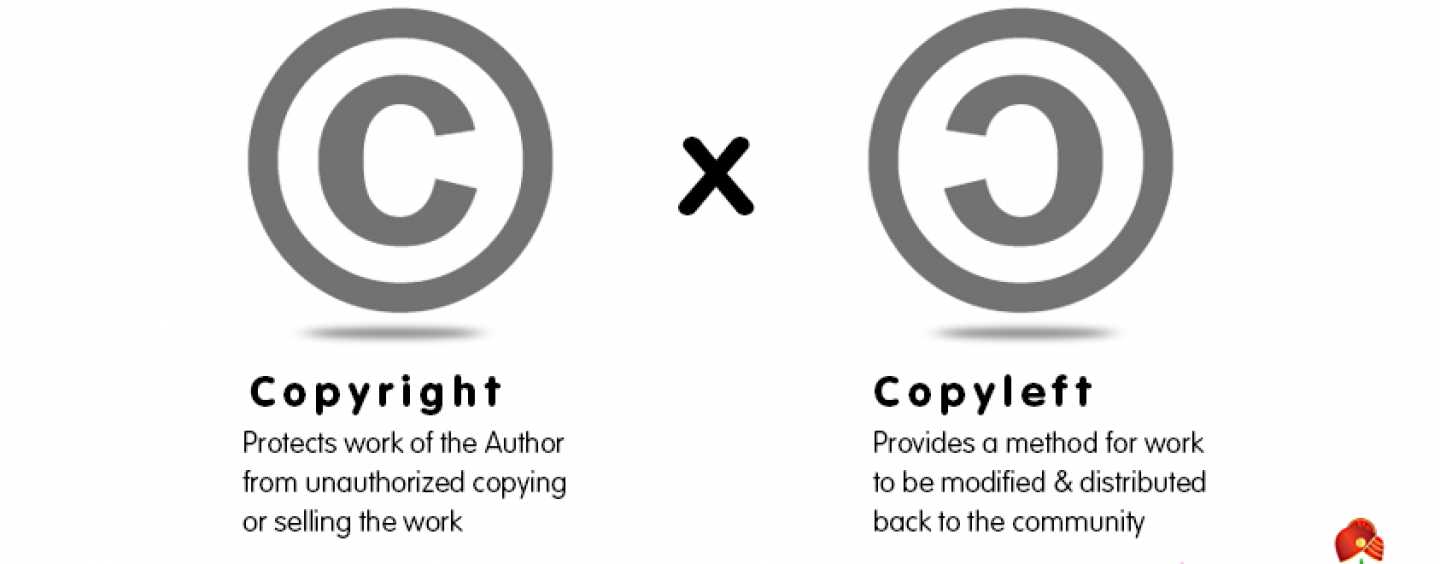 C
x
C
Copyright
Protects work of the Author
from unauthorized copying
or selling the work
Copyleft
Provides a method for work
to be modified & distributed
back to the community